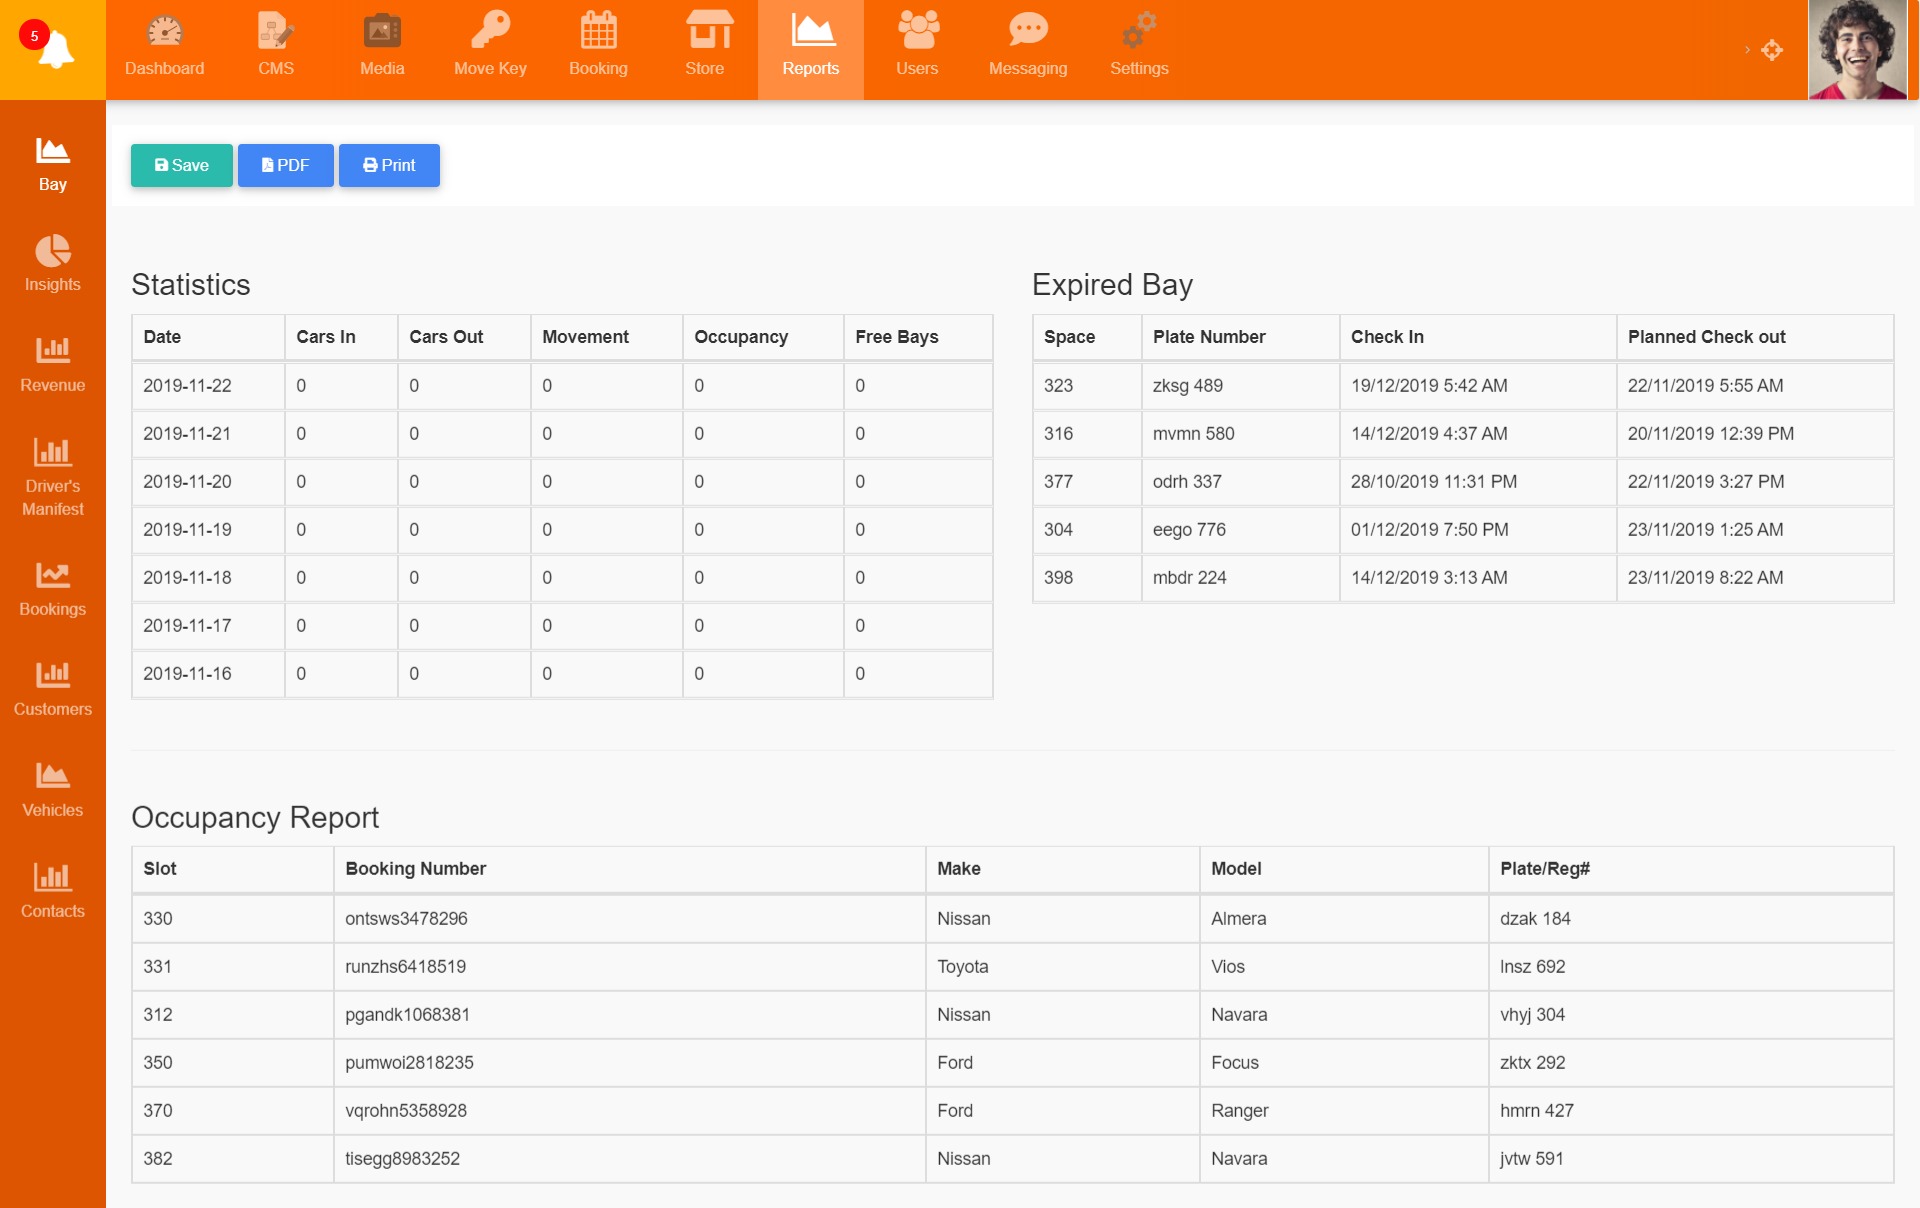 5
Dashboard CMS Media Move Key Booking Store Reports Users Messaging Settings
Bay
Insights
Revenue
Driver's
Manifest
Bookings
Customers
Vehicles
Contacts
Save PDF Print
Statistics
Date Cars In Cars Out Movement Occupancy Free Bays
2019-11-22 0 0 0 0 0
2019-11-21 0 0 0 0 0
2019-11-20 0 0 0 0 0
2019-11-19 0 0 0 0 0
2019-11-18 0 0 0 0 0
2019-11-17 0 0 0 0 0
2019-11-16 0 0 0 0 0
Expired Bay
Space Plate Number Check In Planned Check out
323 zksg 489 19/12/2019 5:42 AM 22/11/2019 5:55 AM
316 mvmn 580 14/12/2019 4:37 AM 20/11/2019 12:39 PM
377 odrh 337 28/10/2019 11:31 PM 22/11/2019 3:27 PM
304 eego 776 01/12/2019 7:50 PM 23/11/2019 1:25 AM
398 mbdr 224 14/12/2019 3:13 AM 23/11/2019 8:22 AM
Occupancy Report
Slot Booking Number Make Model Plate/Reg#
330 ontsws3478296 Nissan Almera dzak 184
331 runzhs6418519 Toyota Vios lnsz 692
312 pgandk1068381 Nissan Navara vhyj 304
350 pumwoi2818235 Ford Focus zktx 292
370 vqrohn5358928 Ford Ranger hmrn 427
382 tisegg8983252 Nissan Navara jvtw 591